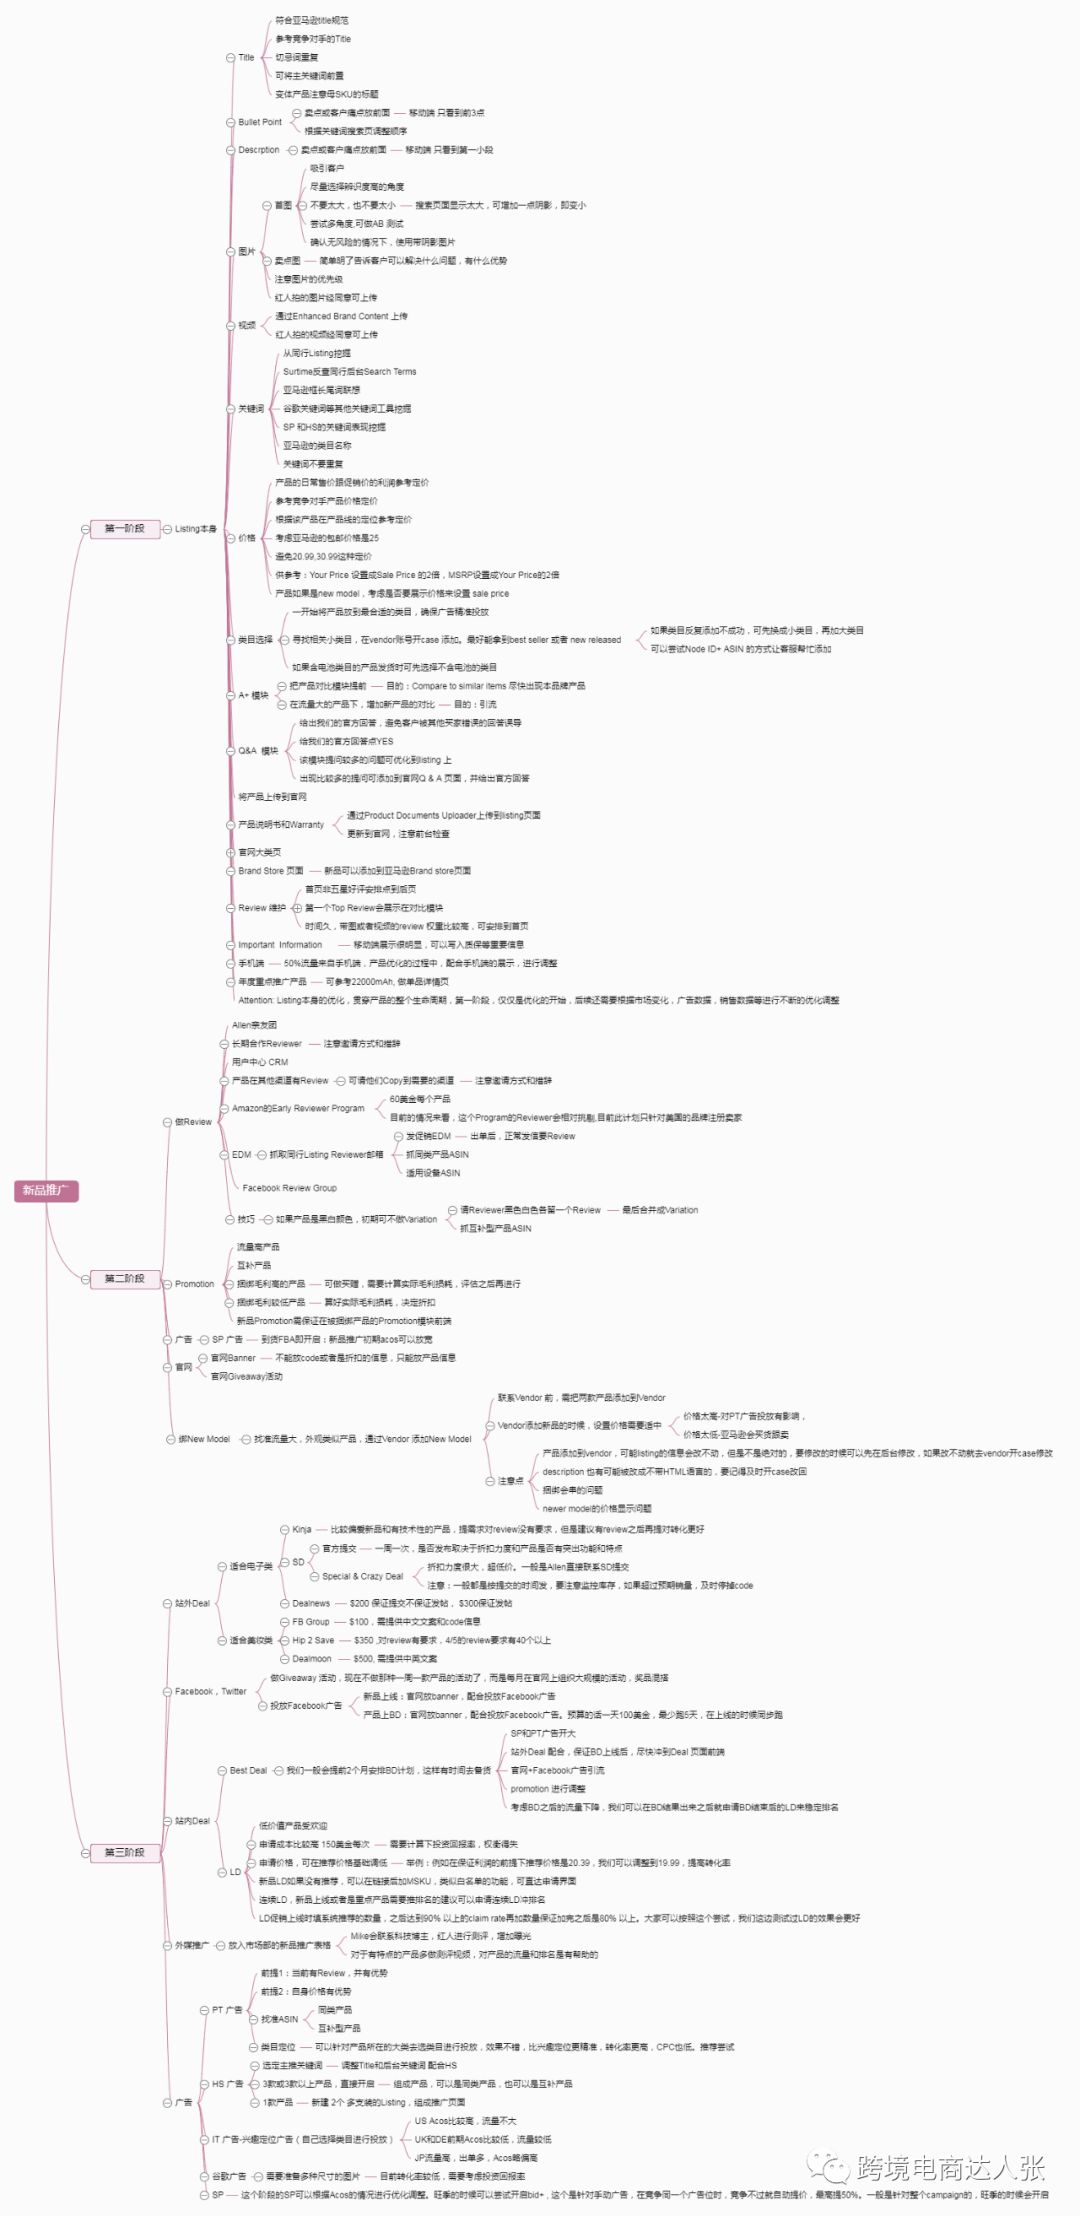 符合亚马逊title规范
参考竞争对手的Title
Title
切忌词重复
可将主关键词前置
变体产品注意母SKU的标题
Bullet Point
卖点或客户痛点放前面
移动端 只看到前3点
根据关键词搜索页调整顺序
Descrption
卖点或客户痛点放前面
移动端 只看到第一小段
吸引客户
尽量选择辨识度高的角度
首图
不要太大，也不要太小
搜索页面显示太大，可增加一点阴影，即变小
尝试多角度,可做AB 测试
确认无风险的情况下，使用带阴影图片
图片
卖点图
简单明了告诉客户可以解决什么问题，有什么优势
注意图片的优先级
红人拍的图片经同意可上传
视频
通过Enhanced Brand Content 上传
红人拍的视频经同意可上传
从同行Listing挖掘
Surtime反查同行后台Search Terms
亚马逊框长尾词联想
关键词
谷歌关键词等其他关键词工具挖掘
SP 和HS的关键词表现挖掘
亚马逊的类目名称
关键词不要重复
产品的日常售价跟促销价的利润参考定价
参考竞争对手产品价格定价
根据该产品在产品线的定位参考定价
第一阶段
Listing本身
价格
考虑亚马逊的包邮价格是25
避免20.99,30.99这种定价
供参考：Your Price 设置成Sale Price 的2倍，MSRP设置成Your Price的2倍
产品如果是new model，考虑是否要展示价格来设置 sale price
一开始将产品放到最合适的类目，确保广告精准投放
类目选择
寻找相关小类目，在vendor账号开case 添加。最好能拿到best seller 或者 new released
如果类目反复添加不成功，可先换成小类目，再加大类目
可以尝试Node ID+ ASIN 的方式让客服帮忙添加
如果含电池类目的产品发货时可先选择不含电池的类目
A+ 模块
把产品对比模块提前
目的：Compare to similar items 尽快出现本品牌产品
在流量大的产品下，增加新产品的对比
目的：引流
给出我们的官方回答，避免客户被其他买家错误的回答误导
给我们的官方回答点YES
Q&A 模块
该模块提问较多的问题可优化到listing 上
出现比较多的提问可添加到官网Q & A 页面，并给出官方回答
将产品上传到官网
产品说明书和Warranty
通过Product Documents Uploader上传到listing页面
更新到官网，注意前台检查
官网大类页
Brand Store 页面
新品可以添加到亚马逊Brand store页面
首页非五星好评安排点到后页
Review 维护
第一个Top Review会展示在对比模块
时间久，带图或者视频的review 权重比较高，可安排到首页
Important Information
移动端展示很明显，可以写入质保等重要信息
手机端
50%流量来自手机端，产品优化的过程中，配合手机端的展示，进行调整
年度重点推广产品
可参考22000mAh, 做单品详情页
Attention: Listing本身的优化，贯穿产品的整个生命周期，第一阶段，仅仅是优化的开始，后续还需要根据市场变化，广告数据，销售数据等进行不断的优化调整
Allen亲友团
长期合作Reviewer
注意邀请方式和措辞
用户中心 CRM
产品在其他渠道有Review
可请他们Copy到需要的渠道
注意邀请方式和措辞
做Review
Amazon的Early Reviewer Program
60美金每个产品
目前的情况来看，这个Program的Reviewer会相对挑剔,目前此计划只针对美国的品牌注册卖家
EDM
抓取同行Listing Reviewer邮箱
发促销EDM
出单后，正常发信要Review
抓同类产品ASIN
适用设备ASIN
Facebook Review Group
技巧
如果产品是黑白颜色，初期可不做Variation
请Reviewer黑色白色各留一个Review
最后合并成Variation
抓互补型产品ASIN
新品推广
流量高产品
互补产品
第二阶段
Promotion
捆绑毛利高的产品
可做买赠，需要计算实际毛利损耗，评估之后再进行
捆绑毛利较低产品
算好实际毛利损耗，决定折扣
新品Promotion需保证在被捆绑产品的Promotion模块前端
广告
SP 广告
到货FBA即开启：新品推广初期acos可以放宽
官网
官网Banner
不能放code或者是折扣的信息，只能放产品信息
官网Giveaway活动
绑New Model
找准流量大，外观类似产品，通过Vendor 添加New Model
联系Vendor 前，需把两款产品添加到Vendor
Vendor添加新品的时候，设置价格需要适中
价格太高-对PT广告投放有影响，
价格太低-亚马逊会买货跟卖
注意点
产品添加到vendor，可能listing的信息会改不动，但是不是绝对的，要修改的时候可以先在后台修改，如果改不动就去vendor开case修改
description 也有可能被改成不带HTML语言的，要记得及时开case改回
捆绑会串的问题
newer model的价格显示问题
Kinja
比较偏爱新品和有技术性的产品，提需求对review没有要求，但是建议有review之后再提对转化更好
适合电子类
SD
官方提交
一周一次，是否发布取决于折扣力度和产品是否有突出功能和特点
Special & Crazy Deal
折扣力度很大，超低价。一般是Allen直接联系SD提交
注意：一般都是按提交的时间发，要注意监控库存，如果超过预期销量，及时停掉code
站外Deal
Dealnews
$200 保证提交不保证发帖， $300保证发帖
适合美妆类
FB Group
$100，需提供中文文案和code信息
Hip 2 Save
$350 ,对review有要求，4/5的review要求有40个以上
Dealmoon
$500, 需提供中英文案
Facebook，Twitter
做Giveaway 活动，现在不做那种一周一款产品的活动了，而是每月在官网上组织大规模的活动，奖品混搭
投放Facebook广告
新品上线：官网放banner，配合投放Facebook广告
产品上BD：官网放banner，配合投放Facebook广告。预算的话一天100美金，最少跑5天，在上线的时候同步跑
SP和PT广告开大
站外Deal 配合，保证BD上线后，尽快冲到Deal 页面前端
Best Deal
我们一般会提前2个月安排BD计划，这样有时间去备货
官网+Facebook广告引流
promotion 进行调整
考虑BD之后的流量下降，我们可以在BD结果出来之后就申请BD结束后的LD来稳定排名
站内Deal
低价值产品受欢迎
申请成本比较高 150美金每次
需要计算下投资回报率，权衡得失
第三阶段
LD
申请价格，可在推荐价格基础调低
举例：例如在保证利润的前提下推荐价格是20.39，我们可以调整到19.99，提高转化率
新品LD如果没有推荐，可以在链接后加MSKU，类似白名单的功能，可直达申请界面
连续LD，新品上线或者是重点产品需要推排名的建议可以申请连续LD冲排名
LD促销上线时填系统推荐的数量，之后达到90% 以上的claim rate再加数量保证加完之后是80% 以上。大家可以按照这个尝试，我们这边测试过LD的效果会更好
外媒推广
放入市场部的新品推广表格
Mike会联系科技博主，红人进行测评，增加曝光
对于有特点的产品多做测评视频，对产品的流量和排名是有帮助的
前提1：当前有Review，并有优势
前提2：自身价格有优势
PT 广告
找准ASIN
同类产品
互补型产品
类目定位
可以针对产品所在的大类去选类目进行投放，效果不错，比兴趣定位更精准，转化率更高，CPC也低。推荐尝试
选定主推关键词
调整Title和后台关键词 配合HS
HS 广告
3款或3款以上产品，直接开启
组成产品，可以是同类产品，也可以是互补产品
广告
1款产品
新建 2个 多支装的Listing，组成推广页面
IT 广告-兴趣定位广告（自己选择类目进行投放）
US Acos比较高，流量不大
UK和DE前期Acos比较低，流量较低
JP流量高，出单多，Acos略偏高
谷歌广告
需要准备多种尺寸的图片
目前转化率较低，需要考虑投资回报率
SP
这个阶段的SP可以根据Acos的情况进行优化调整。旺季的时候可以尝试开启bid+，这个是针对手动广告，在竞争同一个广告位时，竞争不过就自助提价，最高提50%。一般是针对整个campaign的，旺季的时候会开启
跨境电商达人张